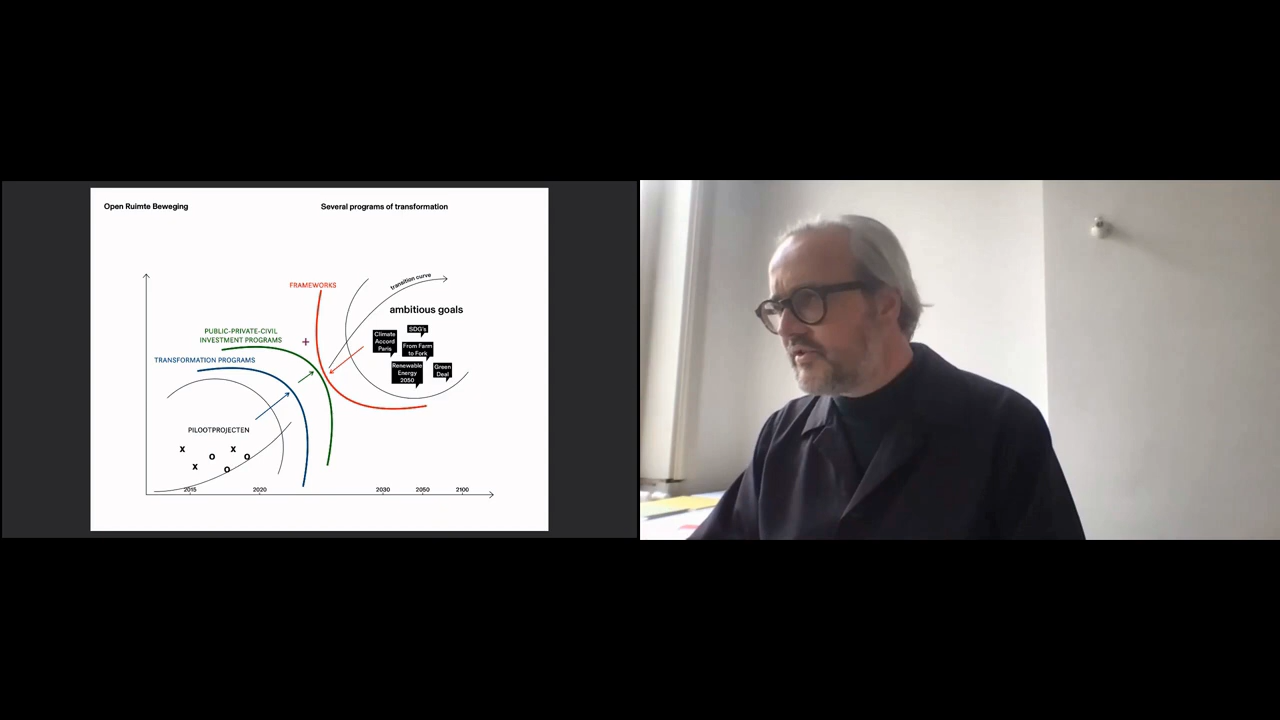 Open Ruimte Beweging
Several programs of transformation
transition curve
FRAMEWORKS
ambitious goals
PUBLIC-PRIVATE-CIVIL
INVESTMENT PROGRAMS
+
Climate
Accord
Paris
SDG's
From Farm
to Fork
TRANSFORMATION PROGRAMS
Renewable
Energy
2050
Green
Deal
PILOOTPROJECTEN
x o x o
x o
2015 2020 2030 2050 2100